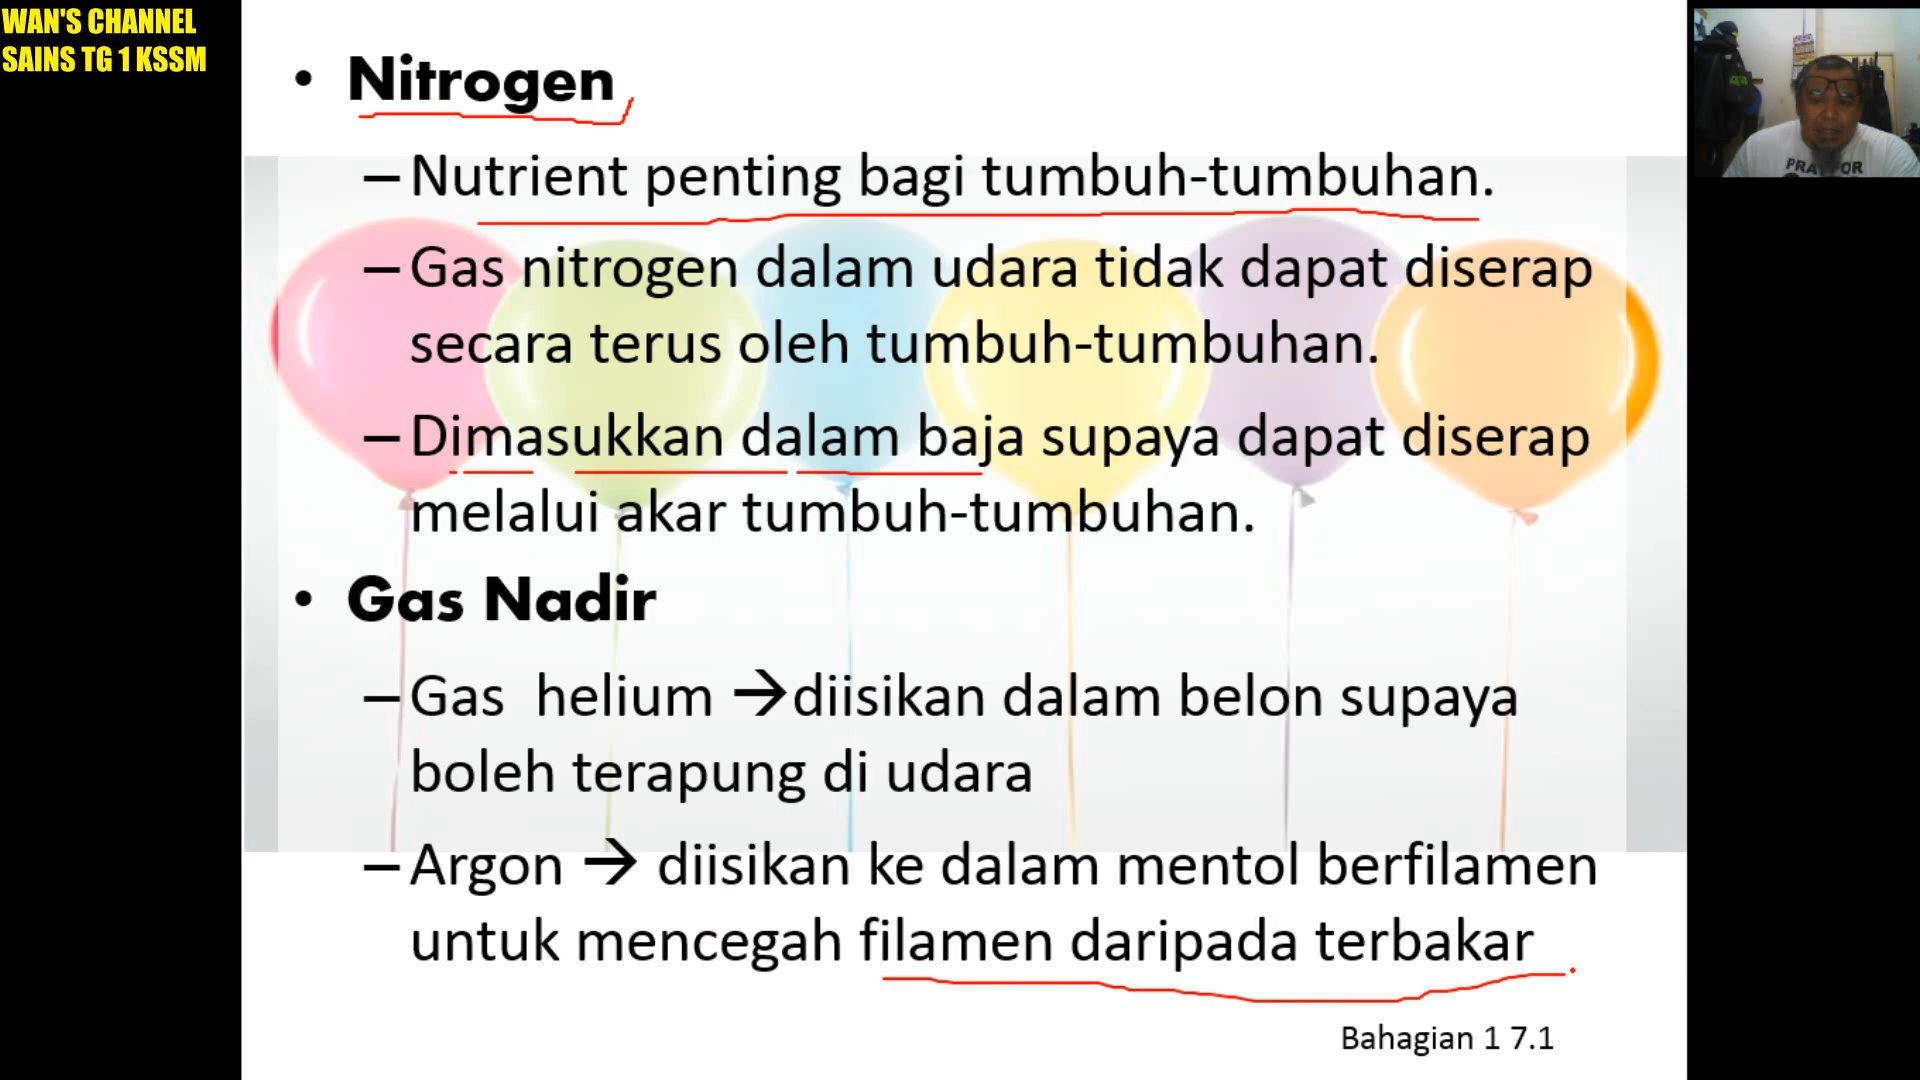 WAN'S CHANNEL
SAINS TG 1 KSSM
• Nitrogen
– Nutrient penting bagi tumbuh-tumbuhan.
– Gas nitrogen dalam udara tidak dapat diserap
secara terus oleh tumbuh-tumbuhan.
– Dimasukkan dalam baja supaya dapat diserap
melalui akar tumbuh-tumbuhan.
• Gas Nadir
– Gas helium → diisikan dalam belon supaya
boleh terapung di udara
– Argon → diisikan ke dalam mentol berfilamen
untuk mencegah filamen daripada terbakar
Bahagian 1 7.1